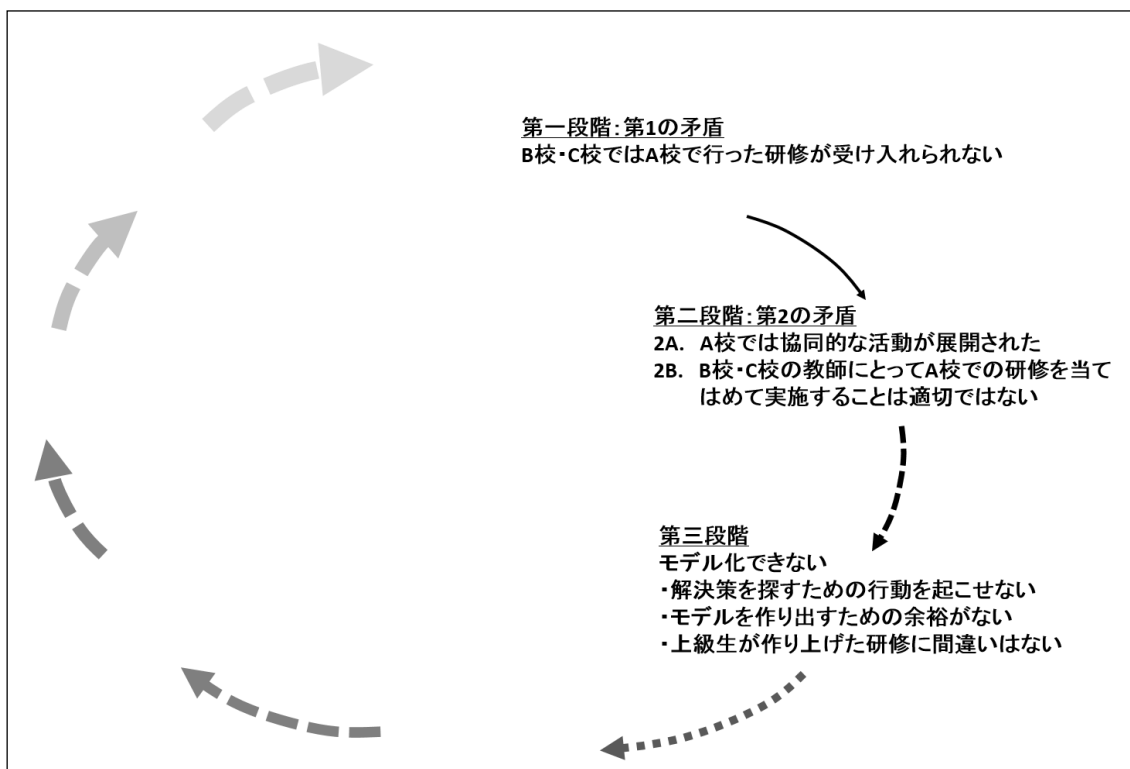 第一段階：第1の矛盾
B校・C校ではA校で行った研修が受け入れられない
第二段階：第2の矛盾
2A. A校では協同的な活動が展開された
2B. B校・C校の教師にとってA校での研修を当て
はめて実施することは適切ではない
第三段階
モデル化できない
・解決策を探すための行動を起こせない
・モデルを作り出すための余裕がない
・上級生が作り上げた研修に間違いはない